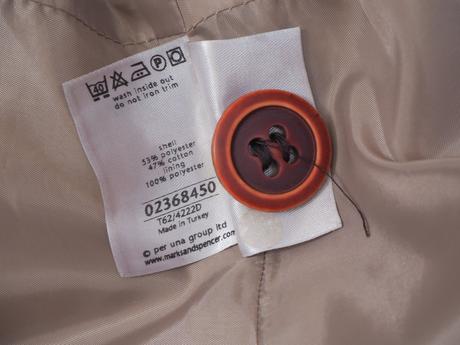 40 P
wash inside out
do not iron trim
shell
53% polyester
47% cotton
lining
100% polyester
02368450
T62/4222D
Made in Turkey
© per una group ltd
www.marksandspencer.com